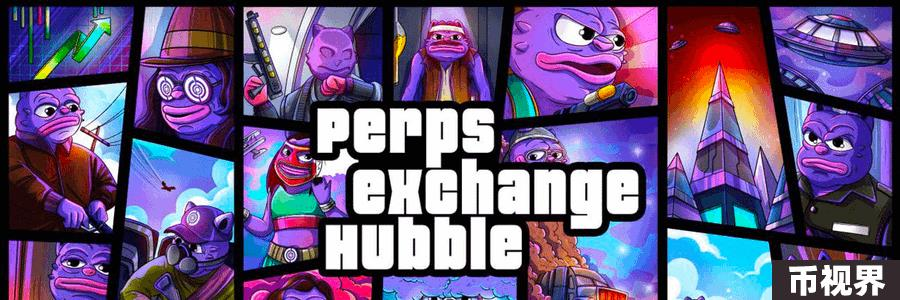 Perps
exchange
Hubble
币视界